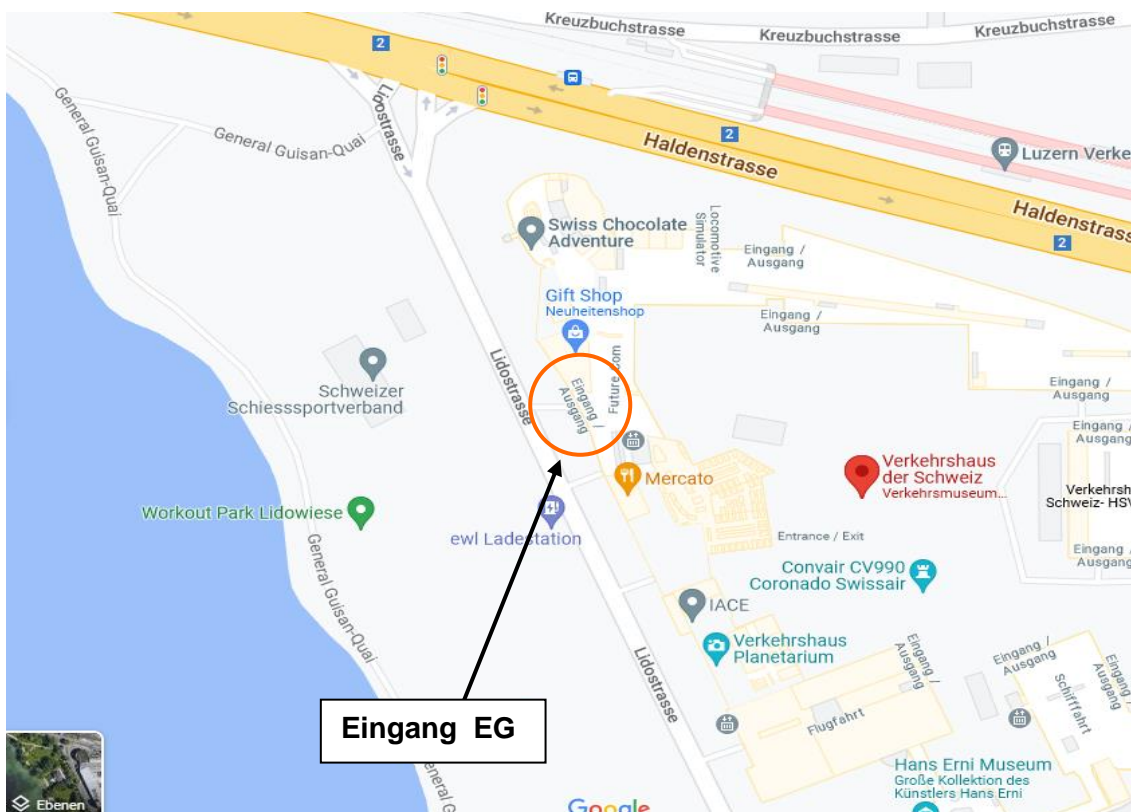 Kreuzbuchstrasse
Kreuzbuchstrasse
Kreuzbuchstrasse
2
General Guisan-Quai
Lidostrasse
General Guisan-Quai
2
Haldenstrasse
Luzern Verke
Haldenstrass
2
Swiss Chocolate
Adventure
Locomotive
Simulator
Eingang /
Ausgang
Gift Shop
Neuheitenshop
Eingang /
Ausgang
Lidostrasse
Eingang /
Ausgang
Future Com
Schweizer
Schiesssportverband
Eingang /
Ausgang
Eingang /
Ausgang
Mercato
Verkehrshaus
der Schweiz
Verkehrsmuseum...
Verkehrsh
Schweiz- HSV
Workout Park Lidowiese
ewl Ladestation
Entrance / Exit
Eingang /
Ausgang
Convair CV990
Coronado Swissair
General Guisan-Quai
IACE
Verkehrshaus
Planetarium
Lidostrasse
Eingang /
Ausgang
Eingang /
Ausgang
Eingang /
Ausgang
Schifffahrt
Flugfahrt
Eingang EG
Hans Erni Museum
Große Kollektion des
Künstlers Hans Erni
eneral G
Ebenen
Google